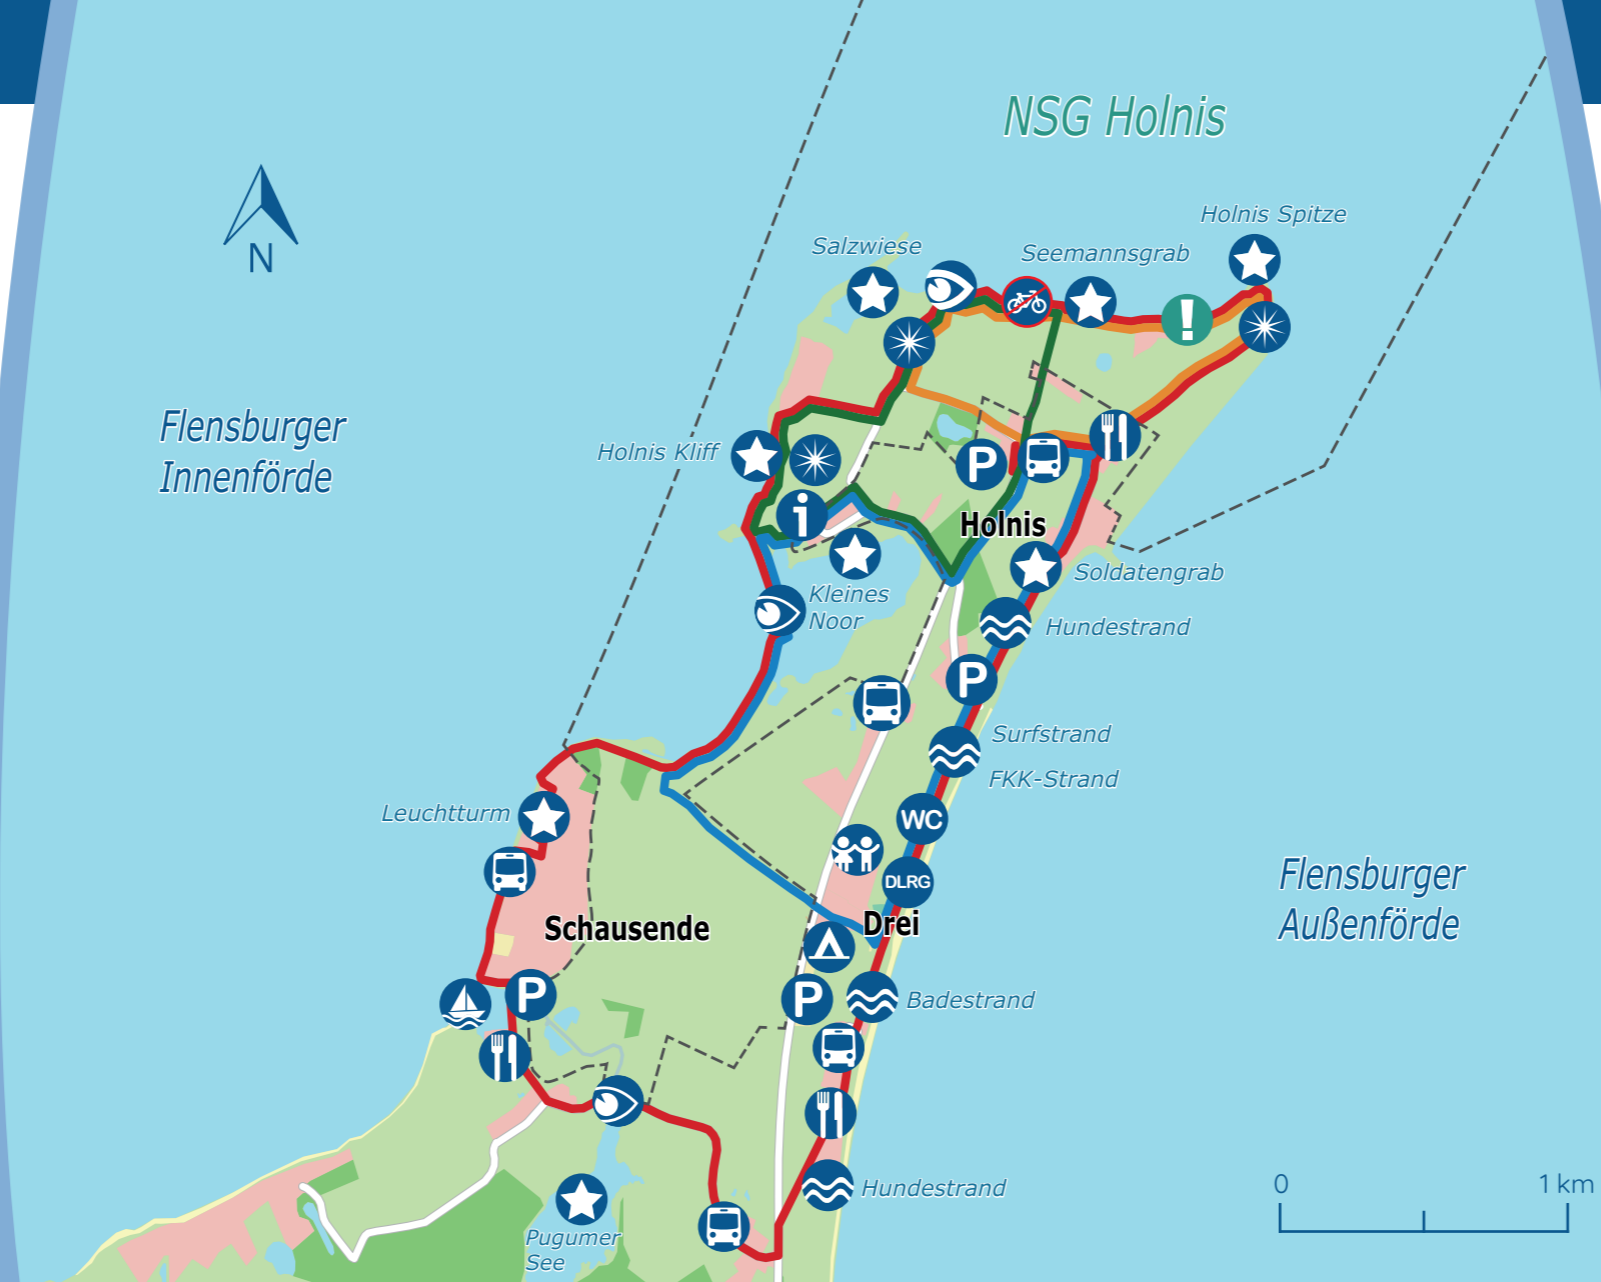 NSG Holnis
Holnis Spitze
Salzwiese
Seemannsgrab
N
Flensburger
Innenförde
Holnis Kliff
P
i
Holnis
Soldatengrab
Kleines
Noor
Hundestrand
P
Surfstrand
FKK-Strand
Leuchtturm
WC
DLRG
Flensburger
Außenförde
Schausende
Drei
P
P
Badestrand
Hundestrand
0 1 km
Pugumer
See